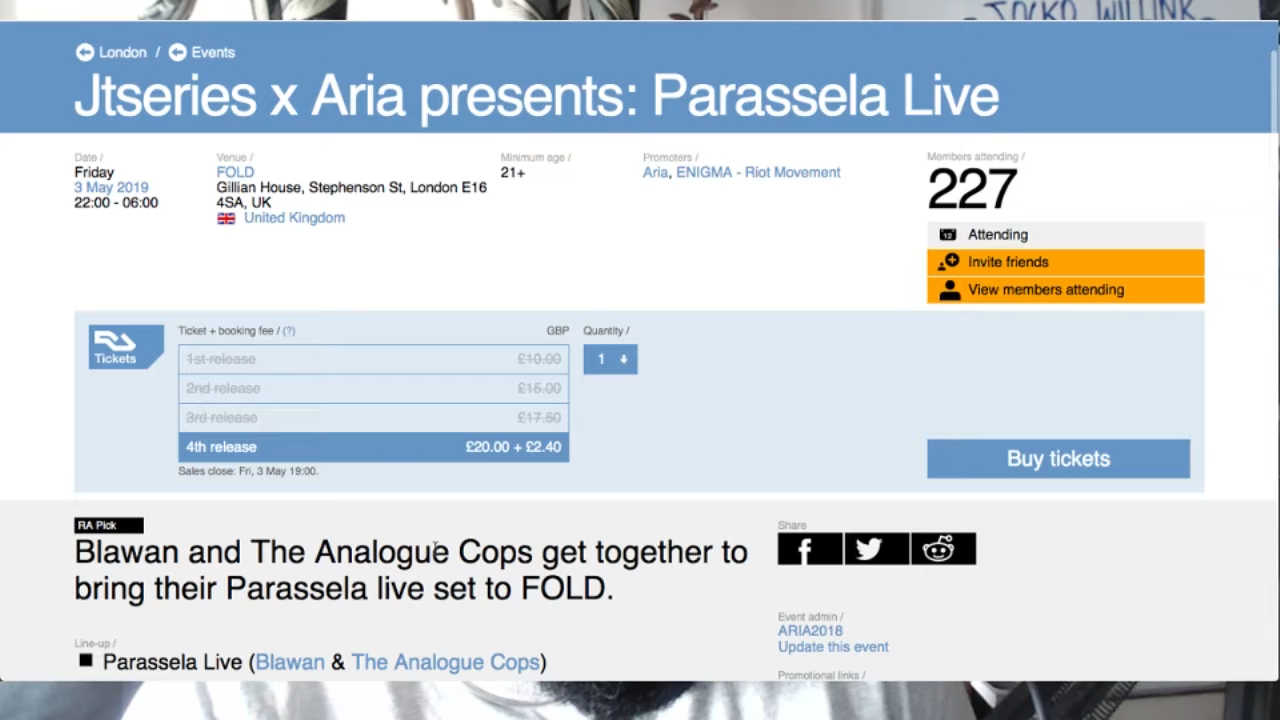 JOCKO WILLINK
London / Events
Jtseries x Aria presents: Parassela Live
Date /
Friday
3 May 2019
22:00 - 06:00
Venue /
FOLD
Gillian House, Stephenson St, London E16
4SA, UK
United Kingdom
Minimum age /
21+
Promoters /
Aria, ENIGMA - Riot Movement
Members attending /
227
12 Attending
Invite friends
View members attending
Tickets
Ticket + booking fee / (?) GBP
1st release £10.00
2nd release £15.00
3rd release £17.50
4th release £20.00 + £2.40
Sales close: Fri, 3 May 19:00.
Quantity /
1
Buy tickets
RA Pick
Blawan and The Analogue Cops get together to
bring their Parassela live set to FOLD.
Line-up /
Parassela Live (Blawan & The Analogue Cops)
Share
f
Event admin /
ARIA2018
Update this event
Promotional links /